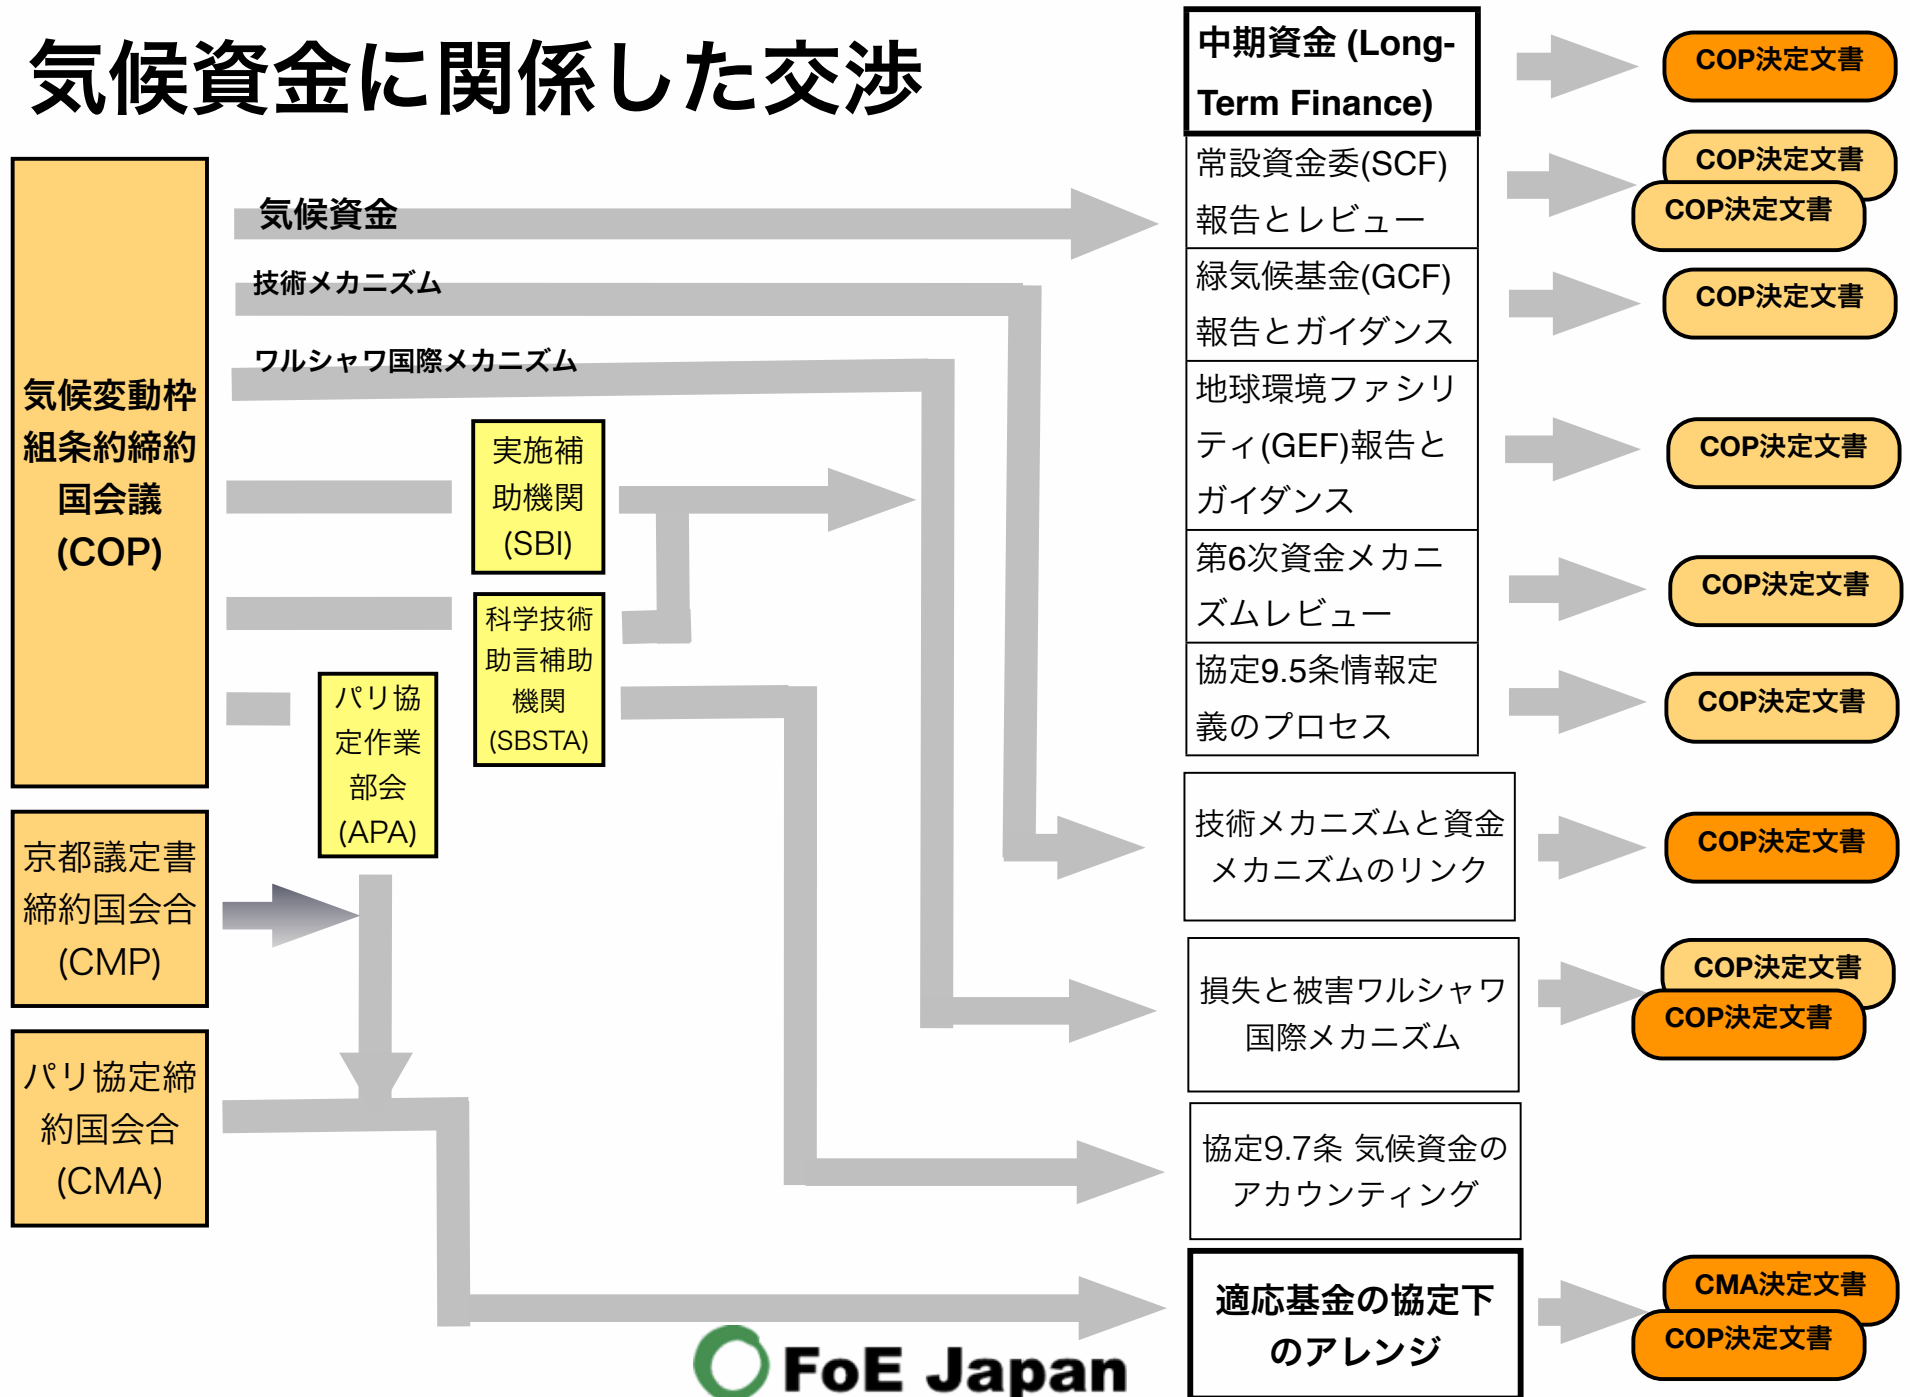 気候資金に関係した交渉
気候変動枠
組条約締約
国会議
(COP)
京都議定書
締約国会合
(CMP)
パリ協定締
約国会合
(CMA)
気候資金
技術メカニズム
ワルシャワ国際メカニズム
実施補
助機関
(SBI)
科学技術
助言補助
機関
(SBSTA)
パリ協
定作業
部会
(APA)
中期資金 (Long-
Term Finance)
常設資金委(SCF)
報告とレビュー
緑気候基金(GCF)
報告とガイダンス
地球環境ファシリ
ティ(GEF)報告と
ガイダンス
第6次資金メカニ
ズムレビュー
協定9.5条情報定
義のプロセス
技術メカニズムと資金
メカニズムのリンク
損失と被害ワルシャワ
国際メカニズム
協定9.7条 気候資金の
アカウンティング
適応基金の協定下
のアレンジ
COP決定文書
COP決定文書
COP決定文書
COP決定文書
COP決定文書
COP決定文書
COP決定文書
COP決定文書
COP決定文書
COP決定文書
CMA決定文書
COP決定文書
FoE Japan